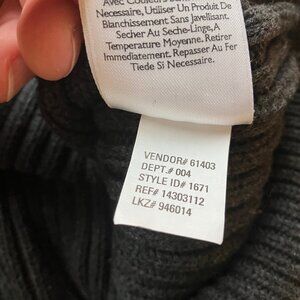 Avec Couleurs
Necessaire, Utiliser Un Produit De
Blanchissement Sans Javellisant.
Secher Au Seche-Linge, A
Temperature Moyenne. Retirer
Immediatement. Repasser Au Fer
Tiede Si Necessaire.
VENDOR# 61403
DEPT.# 004
STYLE ID# 1671
REF# 14303112
LKZ# 946014